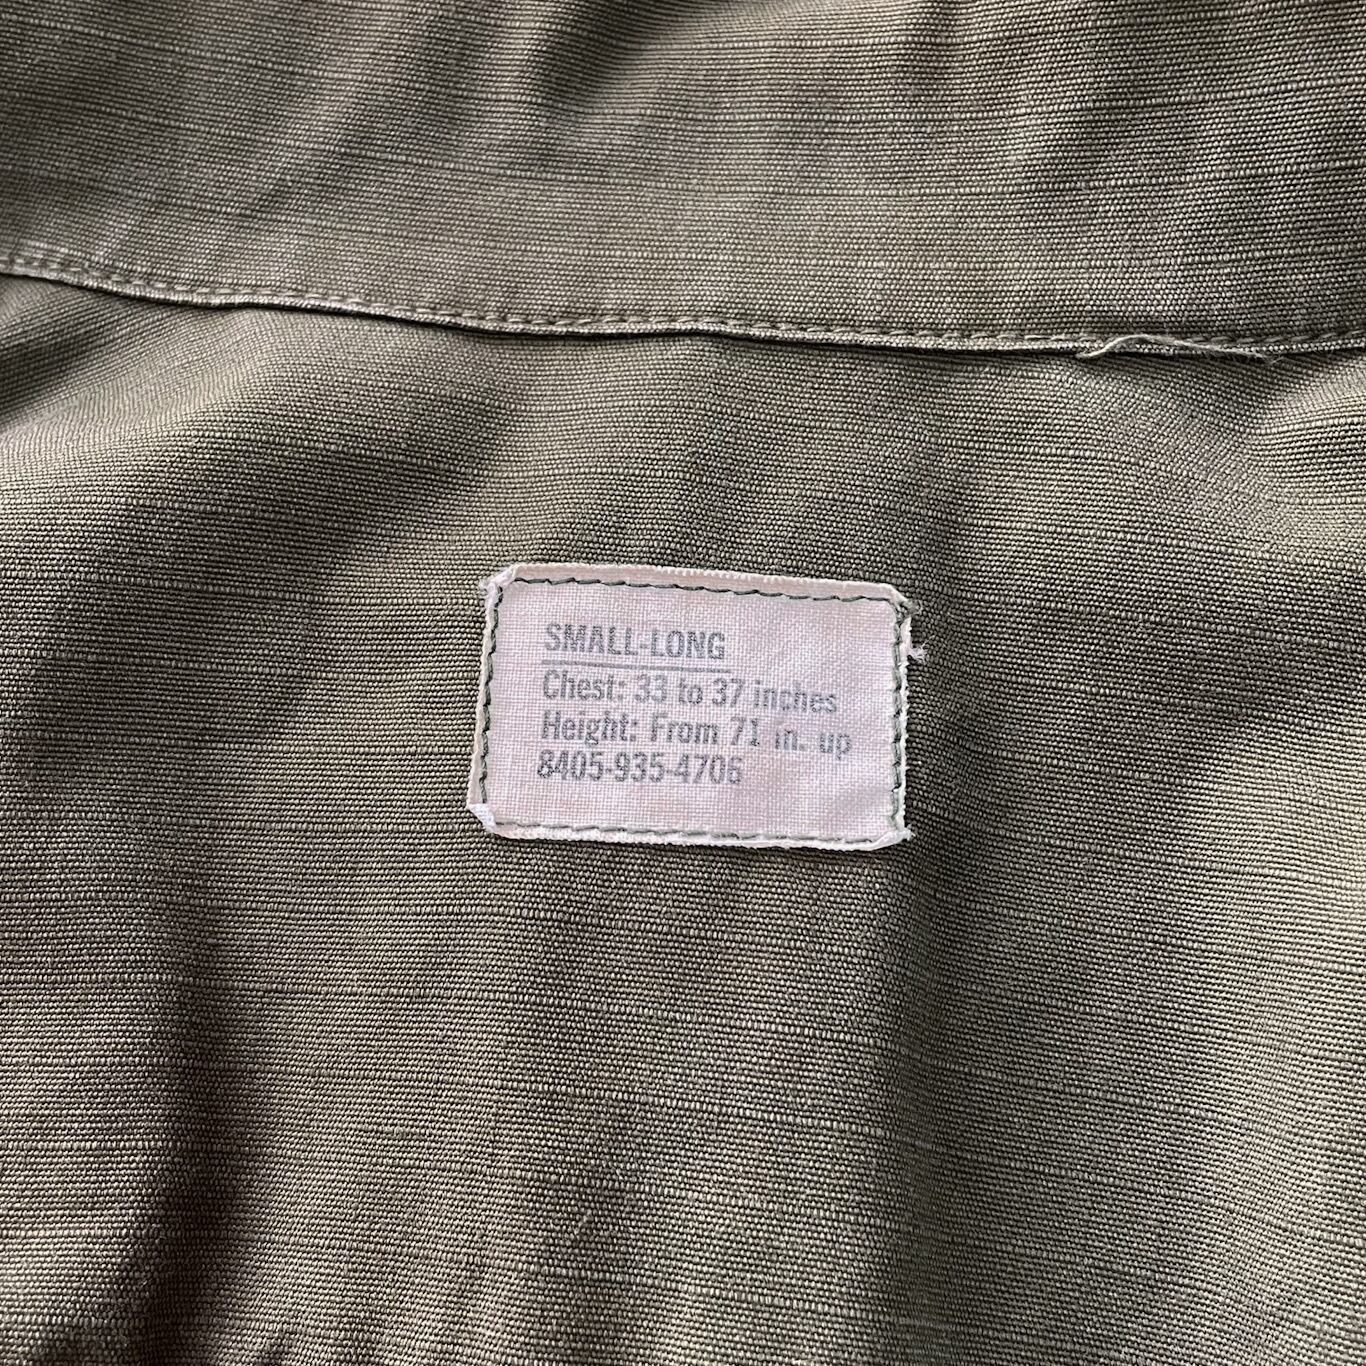 SMALL-LONG
Chest: 33 to 37 inches
Height: From 71 in. up
8405-935-4706